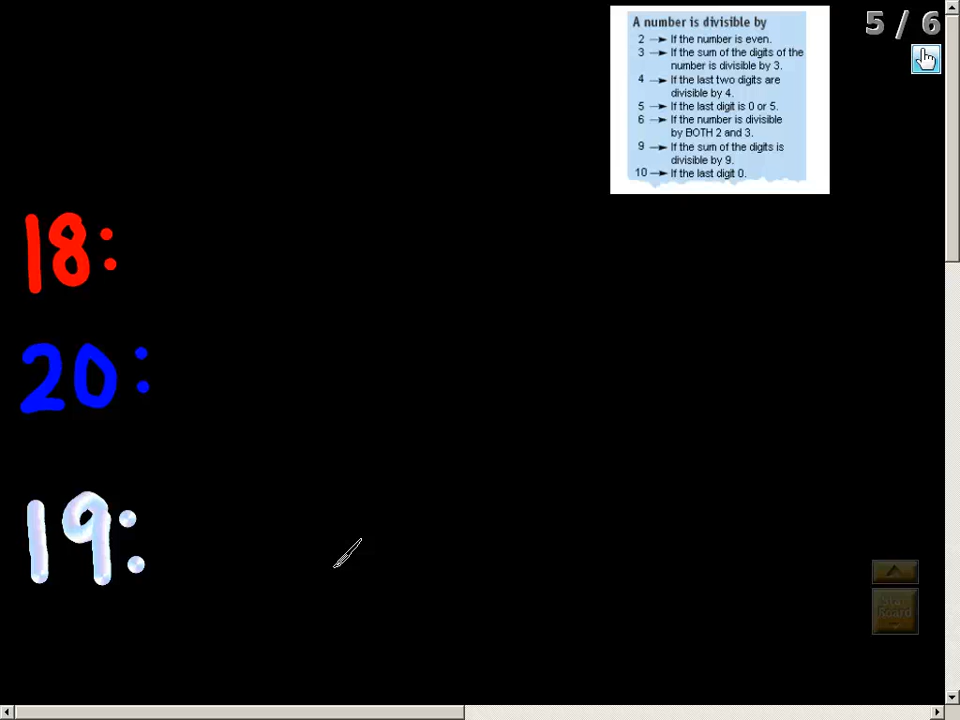 5 / 6
A number is divisible by
2 → If the number is even.
3 → If the sum of the digits of the
number is divisible by 3.
4 → If the last two digits are
divisible by 4.
5 → If the last digit is 0 or 5.
6 → If the number is divisible
by BOTH 2 and 3.
9 → If the sum of the digits is
divisible by 9.
10 → If the last digit 0.
18:
20:
19:
Board